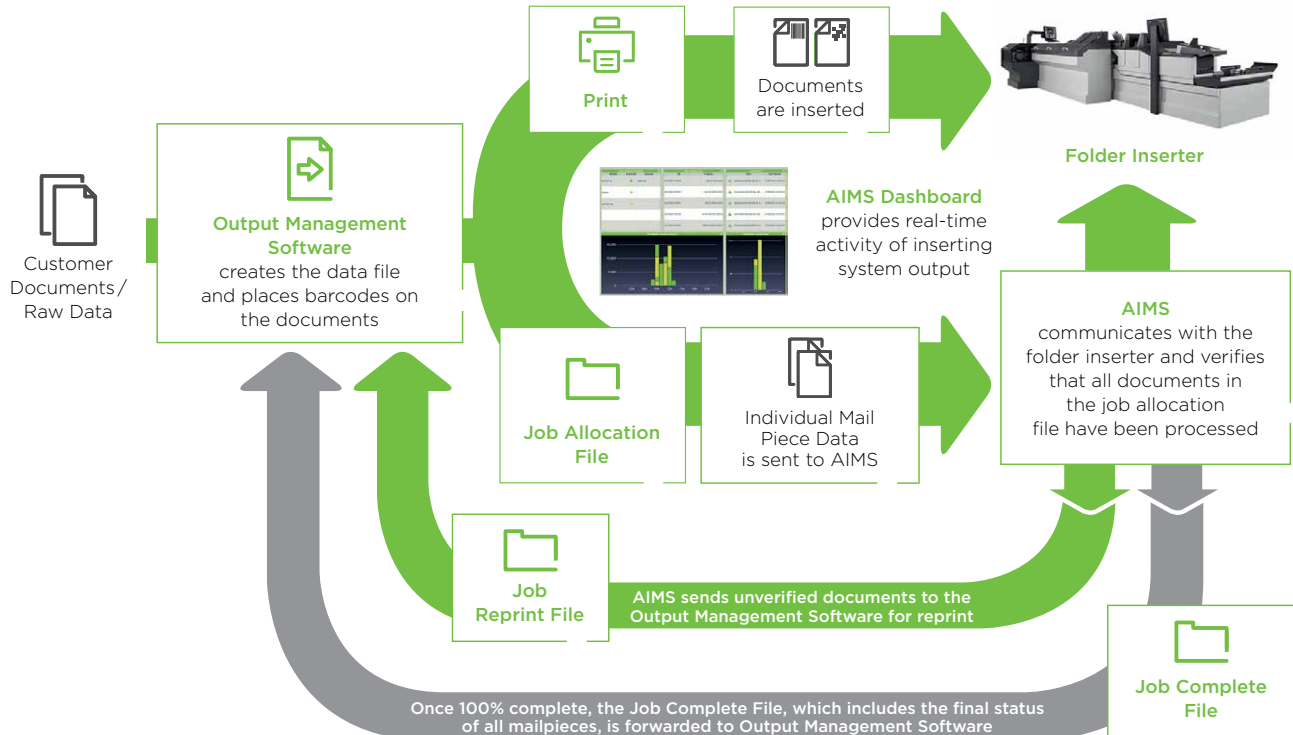 Print
Documents
are inserted
Folder Inserter
Customer
Documents/
Raw Data
Output Management
Software
creates the data file
and places barcodes on
the documents
AIMS Dashboard
provides real-time
activity of inserting
system output
Job Allocation
File
Individual Mail
Piece Data
is sent to AIMS
AIMS
communicates with the
folder inserter and verifies
that all documents in
the job allocation
file have been processed
Job
Reprint File
AIMS sends unverified documents to the
Output Management Software for reprint
Job Complete
File
Once 100% complete, the Job Complete File, which includes the final status
of all mailpieces, is forwarded to Output Management Software